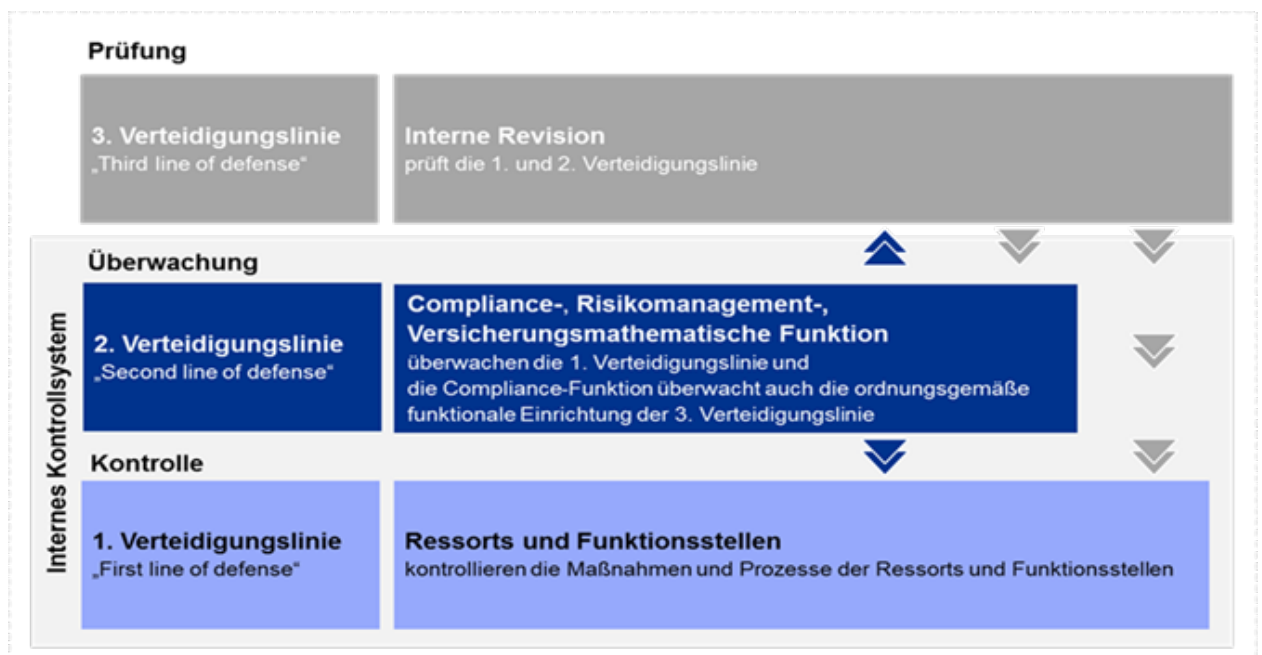 Prüfung
3. Verteidigungslinie
„Third line of defense“
Interne Revision
prüft die 1. und 2. Verteidigungslinie
Internes Kontrollsystem
Überwachung
2. Verteidigungslinie
„Second line of defense“
Compliance-, Risikomanagement-,
Versicherungsmathematische Funktion
überwachen die 1. Verteidigungslinie und
die Compliance-Funktion überwacht auch die ordnungsgemäße
funktionale Einrichtung der 3. Verteidigungslinie
Kontrolle
1. Verteidigungslinie
„First line of defense“
Ressorts und Funktionsstellen
kontrollieren die Maßnahmen und Prozesse der Ressorts und Funktionsstellen